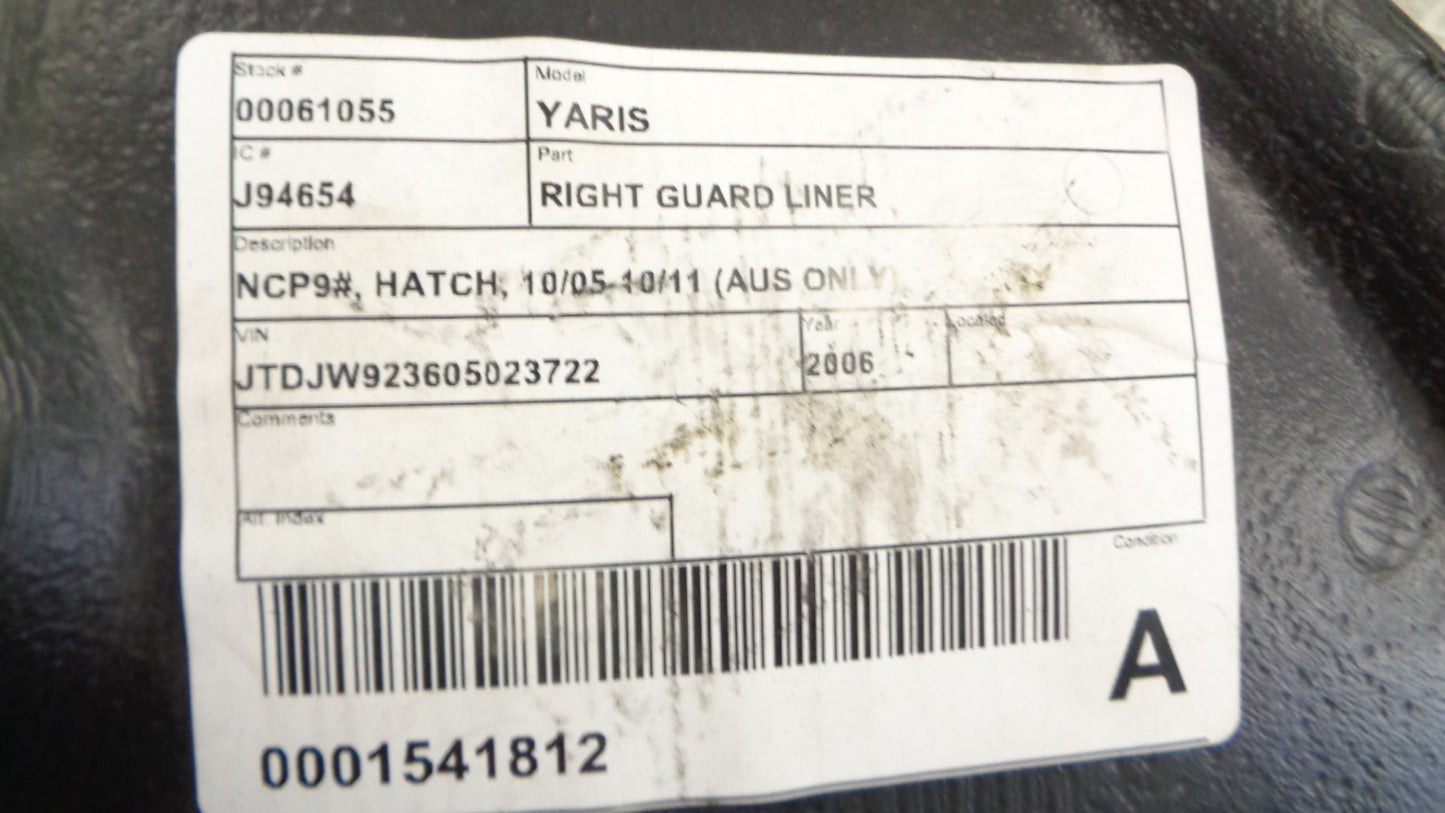 Stock #
00061055
Model
YARIS
IC #
J94654
Part
RIGHT GUARD LINER
Description
NCP9#, HATCH, 10/05-10/11 (AUS ONLY)
VIN
JTDJW923605023722
Year
2006
Located
Comments
Alt. Index
Condition
A
0001541812